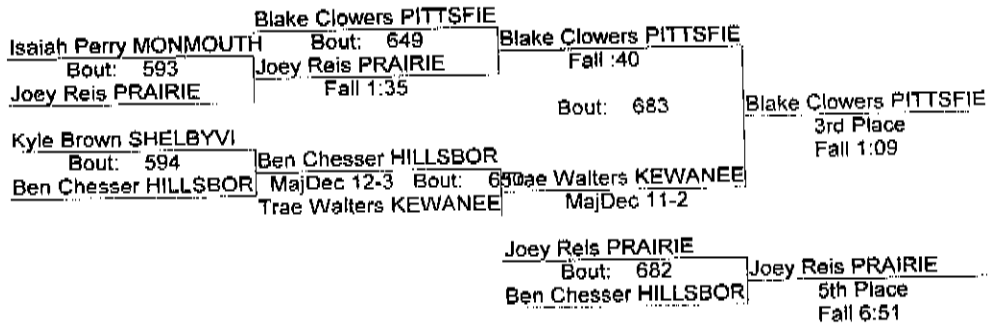 Blake Clowers PITTSFIE
Isaiah Perry MONMOUTH Bout: 649 Blake Clowers PITTSFIE
Bout: 593 Joey Reis PRAIRIE Fall :40
Joey Reis PRAIRIE Fall 1:35
Bout: 683 Blake Clowers PITTSFIE
3rd Place
Kyle Brown SHELBYVI Fall 1:09
Bout: 594 Ben Chesser HILLSBOR
Ben Chesser HILLSBOR MajDec 12-3 Bout: 650 Trae Walters KEWANEE
Trae Walters KEWANEE MajDec 11-2
Joey Reis PRAIRIE
Bout: 682 Joey Reis PRAIRIE
Ben Chesser HILLSBOR 5th Place
Fall 6:51